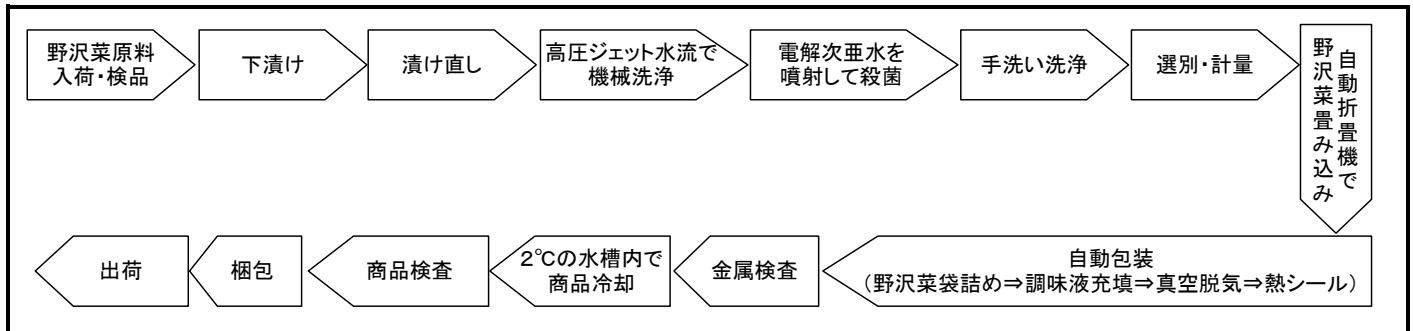 野沢菜原料
入荷・検品
下漬け
漬け直し
高圧ジェット水流で
機械洗浄
電解次亜水を
噴射して殺菌
手洗い洗浄
選別・計量
自動折畳機で
野沢菜畳み込み
自動包装
（野沢菜袋詰め⇒調味液充填⇒真空脱気⇒熱シール）
金属検査
2℃の水槽内で
商品冷却
商品検査
梱包
出荷